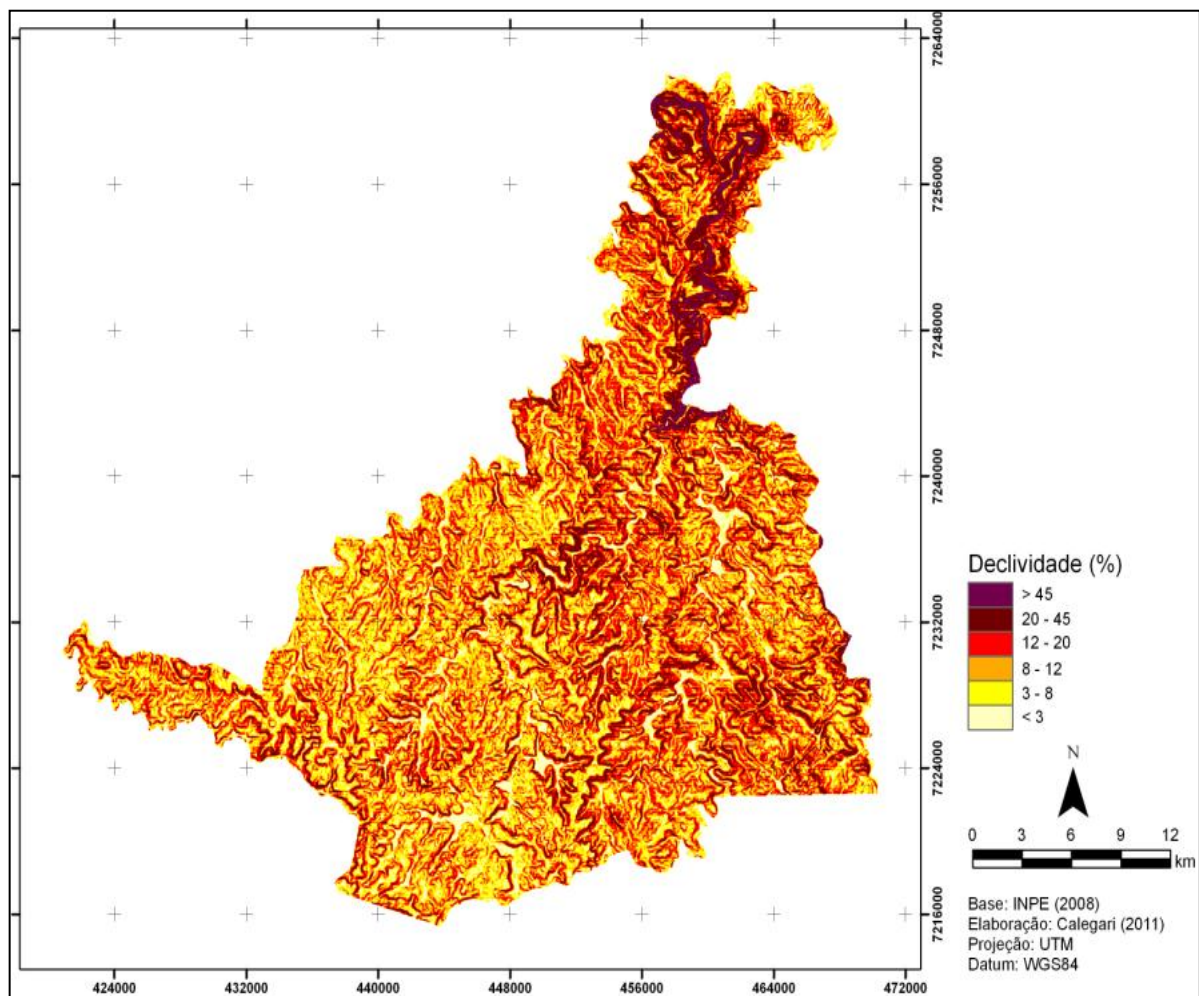 7264000
7256000
7248000
7240000
7232000
7224000
7216000
424000
432000
440000
448000
456000
464000
472000
Declividade (%)
> 45
20 - 45
12 - 20
8 - 12
3 - 8
< 3
N
0 3 6 9 12
km
Base: INPE (2008)
Elaboração: Calegari (2011)
Projeção: UTM
Datum: WGS84